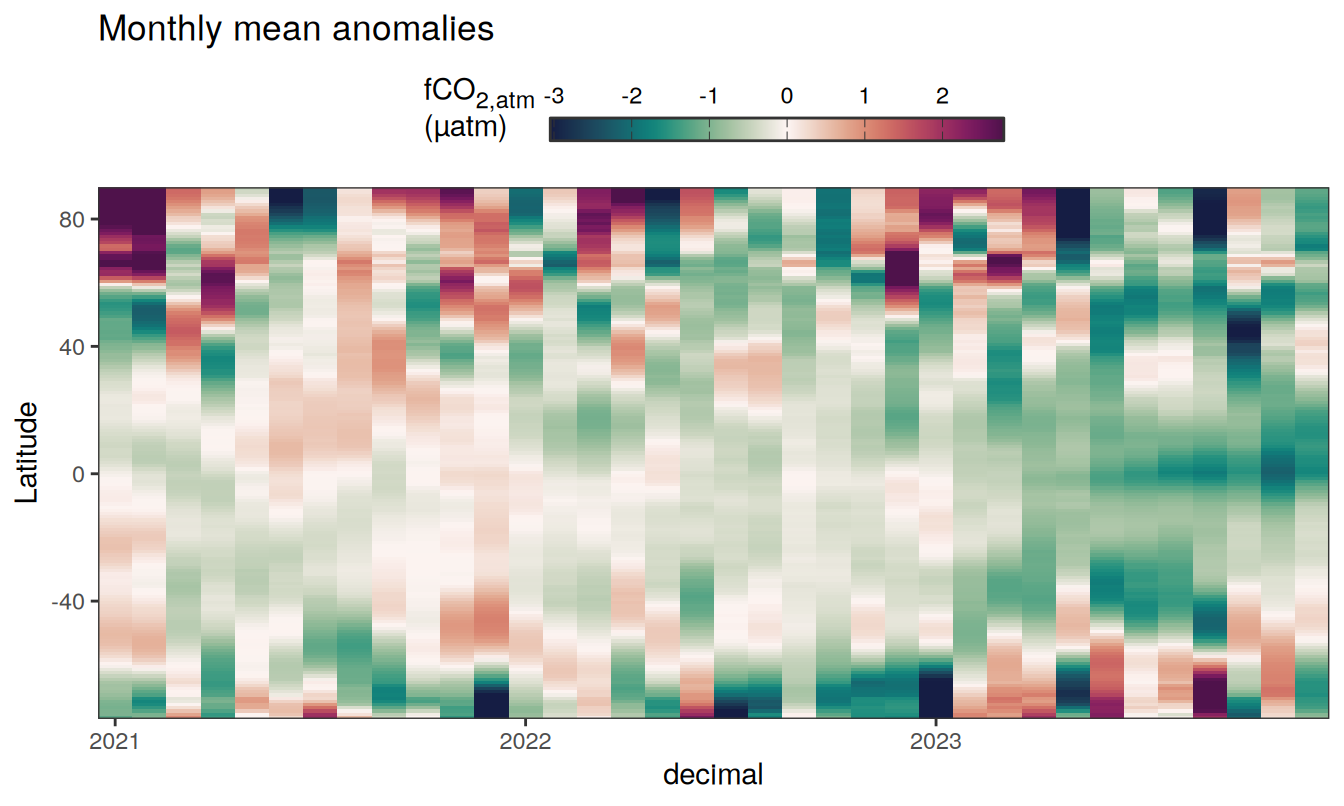 Monthly mean anomalies
fCO2,atm -3 -2 -1 0 1 2
(µatm)
Latitude
80
40
0
-40
2021 2022 2023
decimal